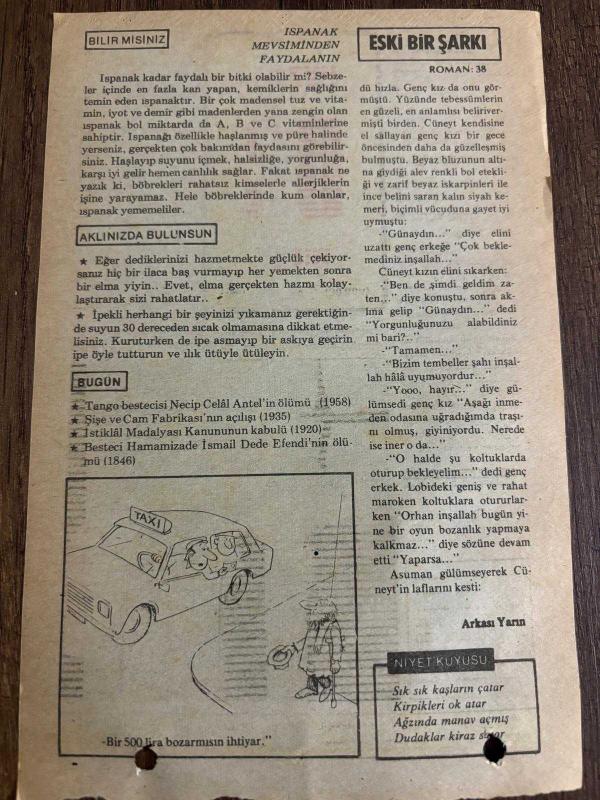 BİLİR MİSİNİZ
ISPANAK
MEVSİMİNDEN
FAYDALANIN
Ispanak kadar faydalı bir bitki olabilir mi? Sebze-
ler içinde en fazla kan yapan, kemiklerin sağlığını
temin eden ıspanaktır. Bir çok madensel tuz ve vita-
min, iyot ve demir gibi madenlerden yana zengin olan
ıspanak bol miktarda da A, B ve C vitaminlerine
sahiptir. Ispanağı özellikle haşlanmış ve püre halinde
yerseniz, gerçekten çok bakımdan faydasını görebilir-
siniz. Haşlayıp suyunu içmek, halsizliğe, yorgunluğa,
karşı iyi gelir hemen canlılık sağlar. Fakat ıspanak ne
yazık ki, böbrekleri rahatsız kimselerle allerjiklerin
işine yarayamaz. Hele böbreklerinde kum olanlar,
ıspanak yememeliler.
AKLINIZDA BULUNSUN
★ Eğer dediklerinizi hazmetmekte güçlük çekiyor-
sanız hiç bir ilaca baş vurmayıp her yemekten sonra
bir elma yiyin.. Evet, elma gerçekten hazmı kolay-
laştırarak sizi rahatlatır..
★ İpekli herhangi bir şeyinizi yıkamanız gerektiğin-
de suyun 30 dereceden sıcak olmamasına dikkat etme-
lisiniz. Kuruturken de ipe asmayıp bir askıya geçirin
ipe öyle tutturun ve ılık ütüyle ütüleyin.
BUGÜN
★ Tango bestecisi Necip Celâl Antel'in ölümü (1958)
★ Şişe ve Cam Fabrikası'nın açılışı (1935)
★ İstiklâl Madalyası Kanununun kabulü (1920)
★ Besteci Hamamizade İsmail Dede Efendi'nin ölü-
mü (1846)
TAXİ
-Bir 500 lira bozarmısın ihtiyar."
ESKİ BİR ŞARKI
ROMAN: 38
dü hızla. Genç kız da onu gör-
müştü. Yüzünde tebessümlerin
en güzeli, en anlamlısı beliriver-
mişti birden. Cüneyt kendisine
el sallayan genç kızı bir gece
öncesinden daha da güzelleşmiş
bulmuştu. Beyaz bluzunun altı-
na giydiği alev renkli bol etekli-
ği ve zarif beyaz iskarpinleri ile
ince belini saran kalın siyah ke-
meri, biçimli vücuduna gayet iyi
uymuştu:
-"Günaydın..." diye elini
uzattı genç erkeğe "Çok bekle-
mediniz inşallah..."
Cüneyt kızın elini sıkarken:
-"Ben de şimdi geldim za-
ten..." diye konuştu, sonra ak-
lına gelip "Günaydın..." dedi
"Yorgunluğunuzu alabildiniz
mi bari?.."
-"Tamamen..."
-"Bizim tembeller şahı inşal-
lah hâlâ uyumuyordur..."
-"Yooo, hayır..." diye gü-
lümsedi genç kız "Aşağı inme-
den odasına uğradığımda traşı-
nı olmuş, giyiniyordu. Nerede
ise iner o da..."
-"O halde şu koltuklarda
oturup bekleyelim..." dedi genç
erkek. Lobideki geniş ve rahat
maroken koltuklara otururlar-
ken "Orhan inşallah bugün yi-
ne bir oyun bozanlık yapmaya
kalkmaz..." diye sözüne devam
etti "Yaparsa..."
Asuman gülümseyerek Cü-
neyt'in laflarını kesti:
Arkası Yarın
NİYET KUYUSU
Sık sık kaşların çatar
Kirpikleri ok atar
Ağzında manav açmış
Dudaklar kiraz